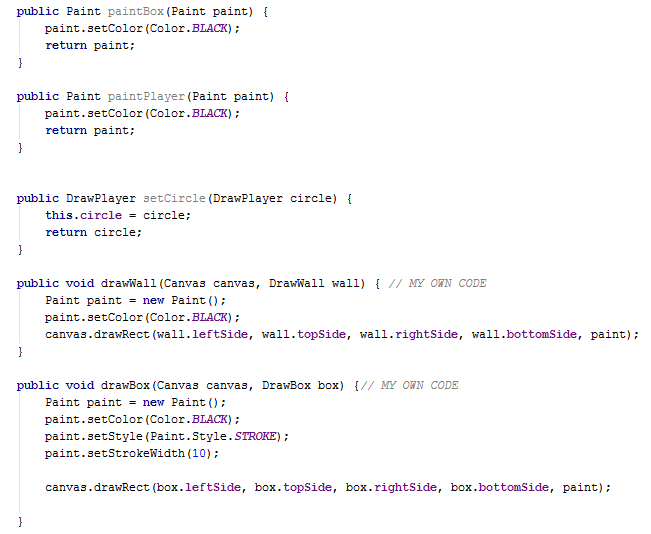 public Paint paintBox(Paint paint) {
    paint.setColor(Color.BLACK);
    return paint;
}
public Paint paintPlayer(Paint paint) {
    paint.setColor(Color.BLACK);
    return paint;
}
public DrawPlayer setCircle(DrawPlayer circle) {
    this.circle = circle;
    return circle;
}
public void drawWall(Canvas canvas, DrawWall wall) { // MY OWN CODE
    Paint paint = new Paint();
    paint.setColor(Color.BLACK);
    canvas.drawRect(wall.leftSide, wall.topSide, wall.rightSide, wall.bottomSide, paint);
}
public void drawBox(Canvas canvas, DrawBox box) {// MY OWN CODE
    Paint paint = new Paint();
    paint.setColor(Color.BLACK);
    paint.setStyle(Paint.Style.STROKE);
    paint.setStrokeWidth(10);
    canvas.drawRect(box.leftSide, box.topSide, box.rightSide, box.bottomSide, paint);
}